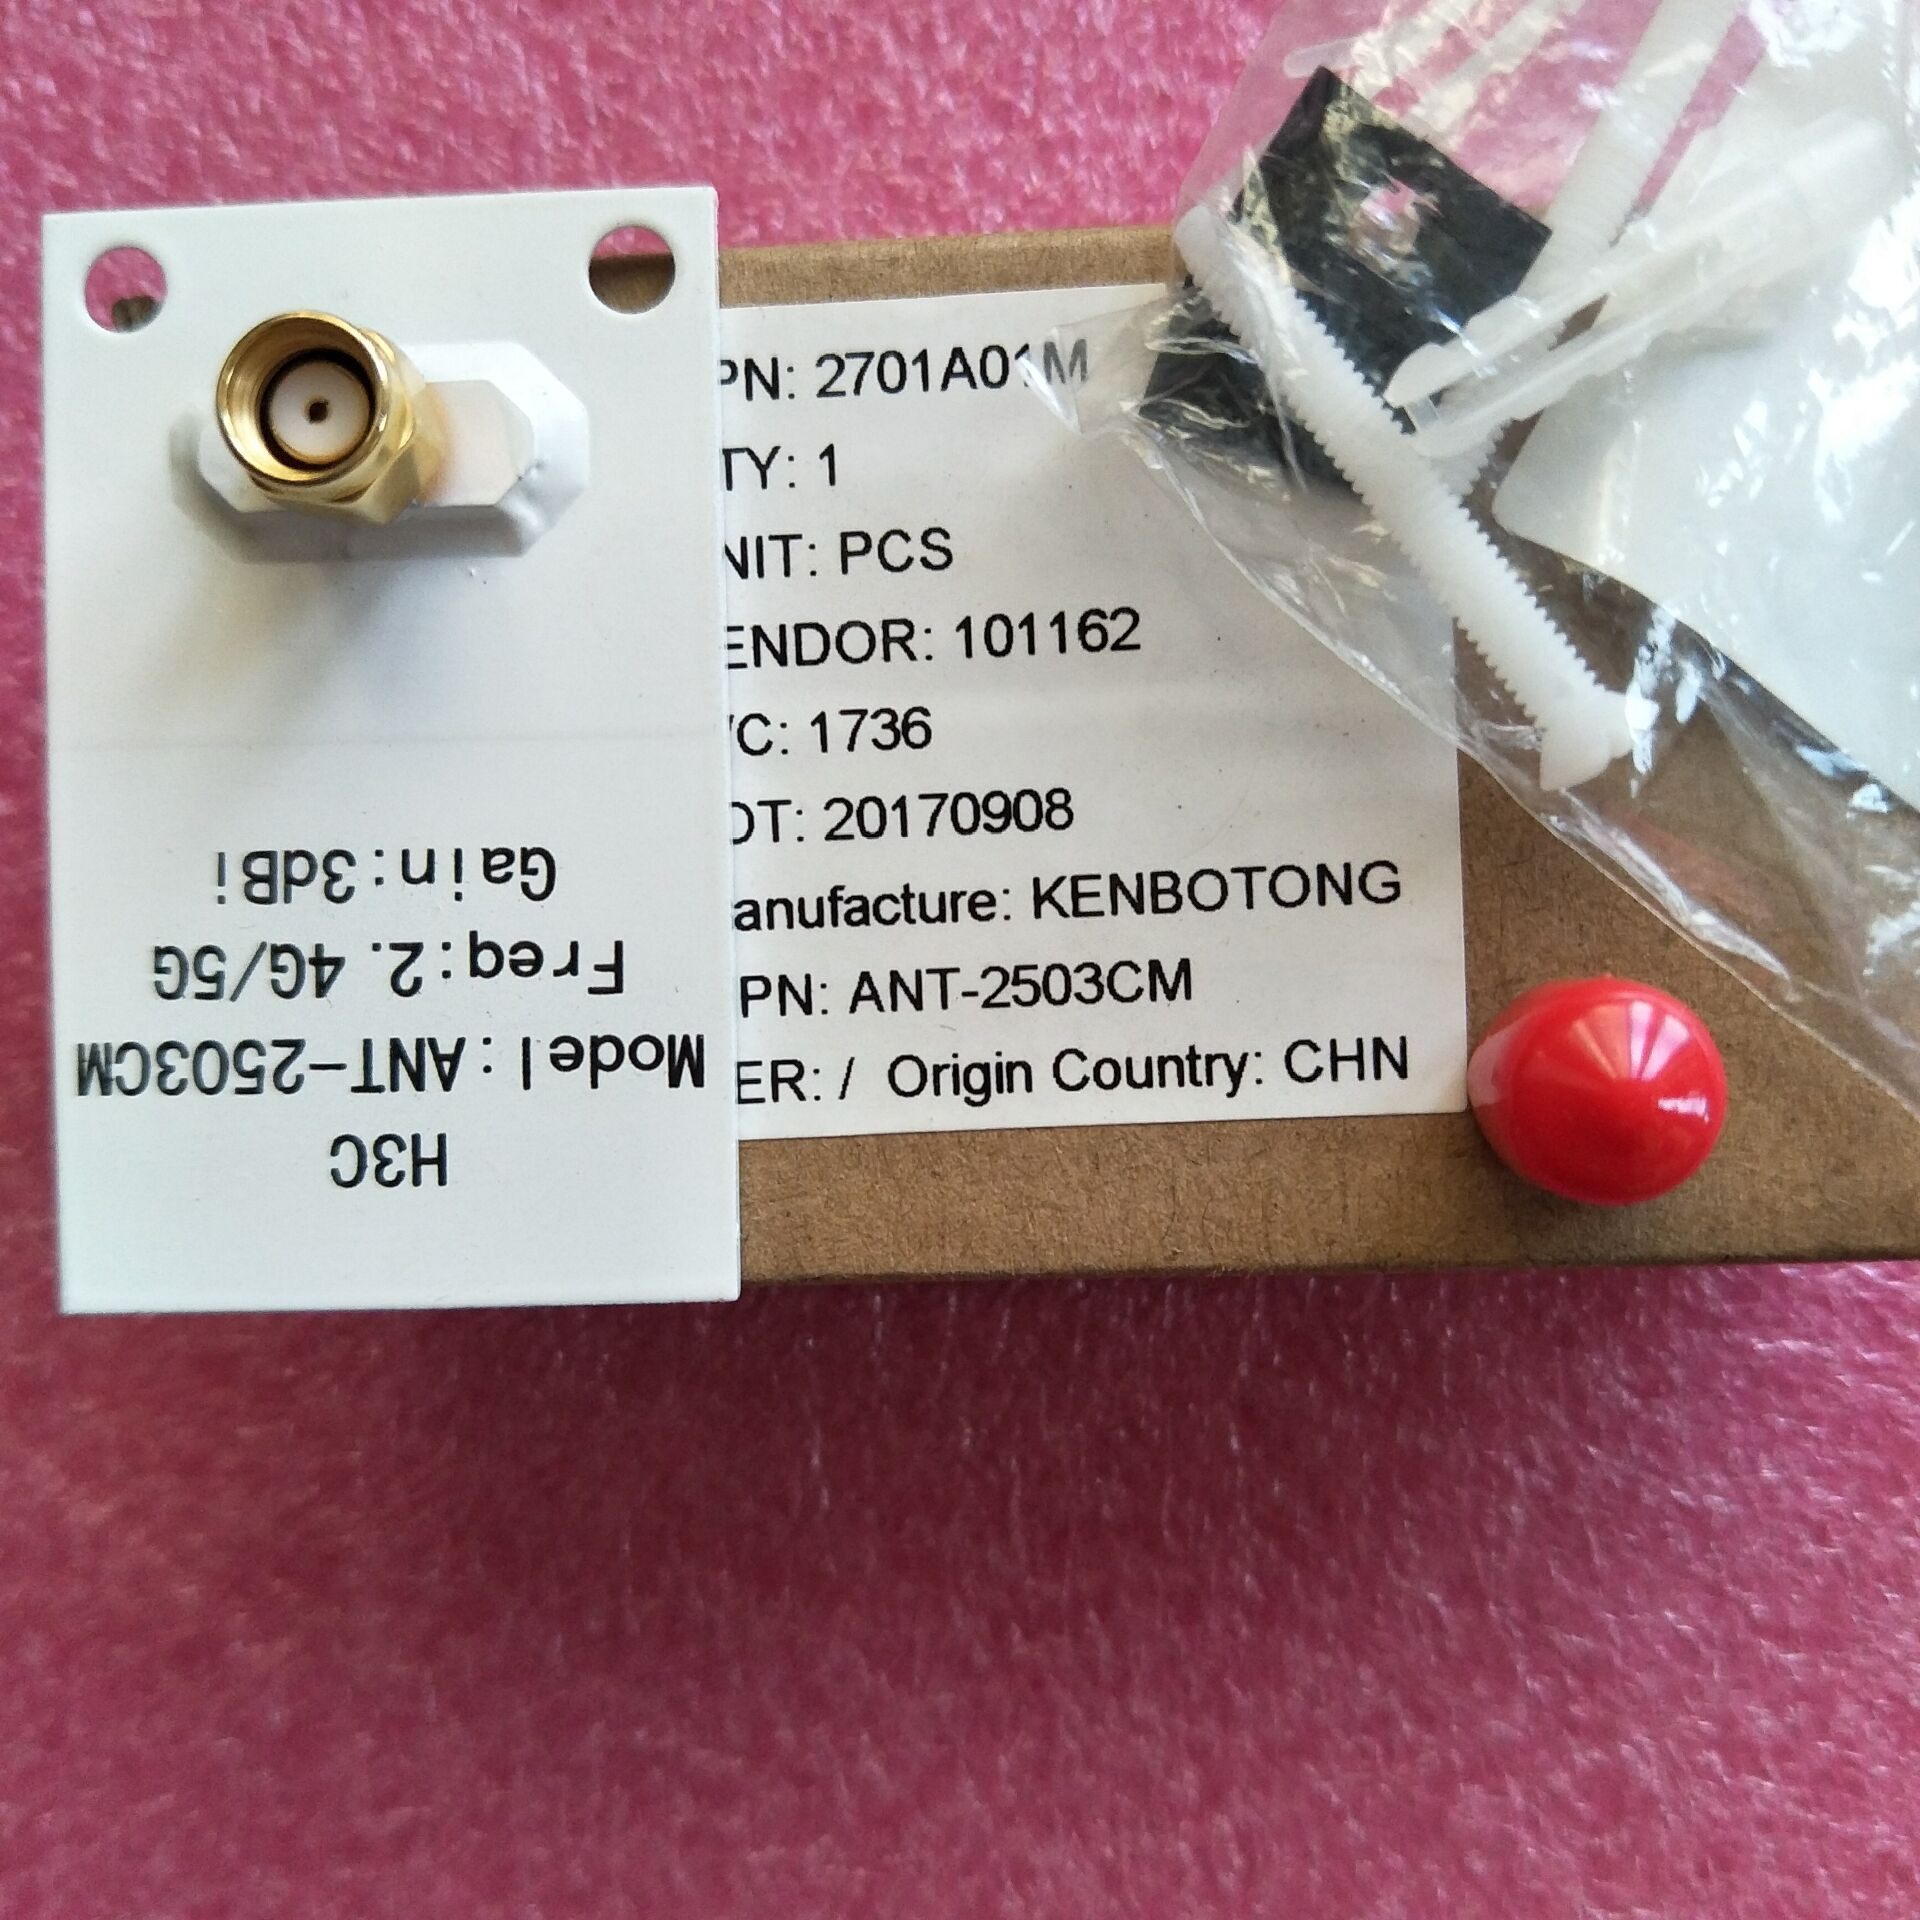 PN: 2701A01M
TY: 1
NIT: PCS
ENDOR: 101162
/C: 1736
OT: 20170908
anufacture: KENBOTONG
PN: ANT-2503CM
ER: / Origin Country: CHN
H3C
Model:ANT-2503CM
Freq:2.4G/5G
Gain:3dBi